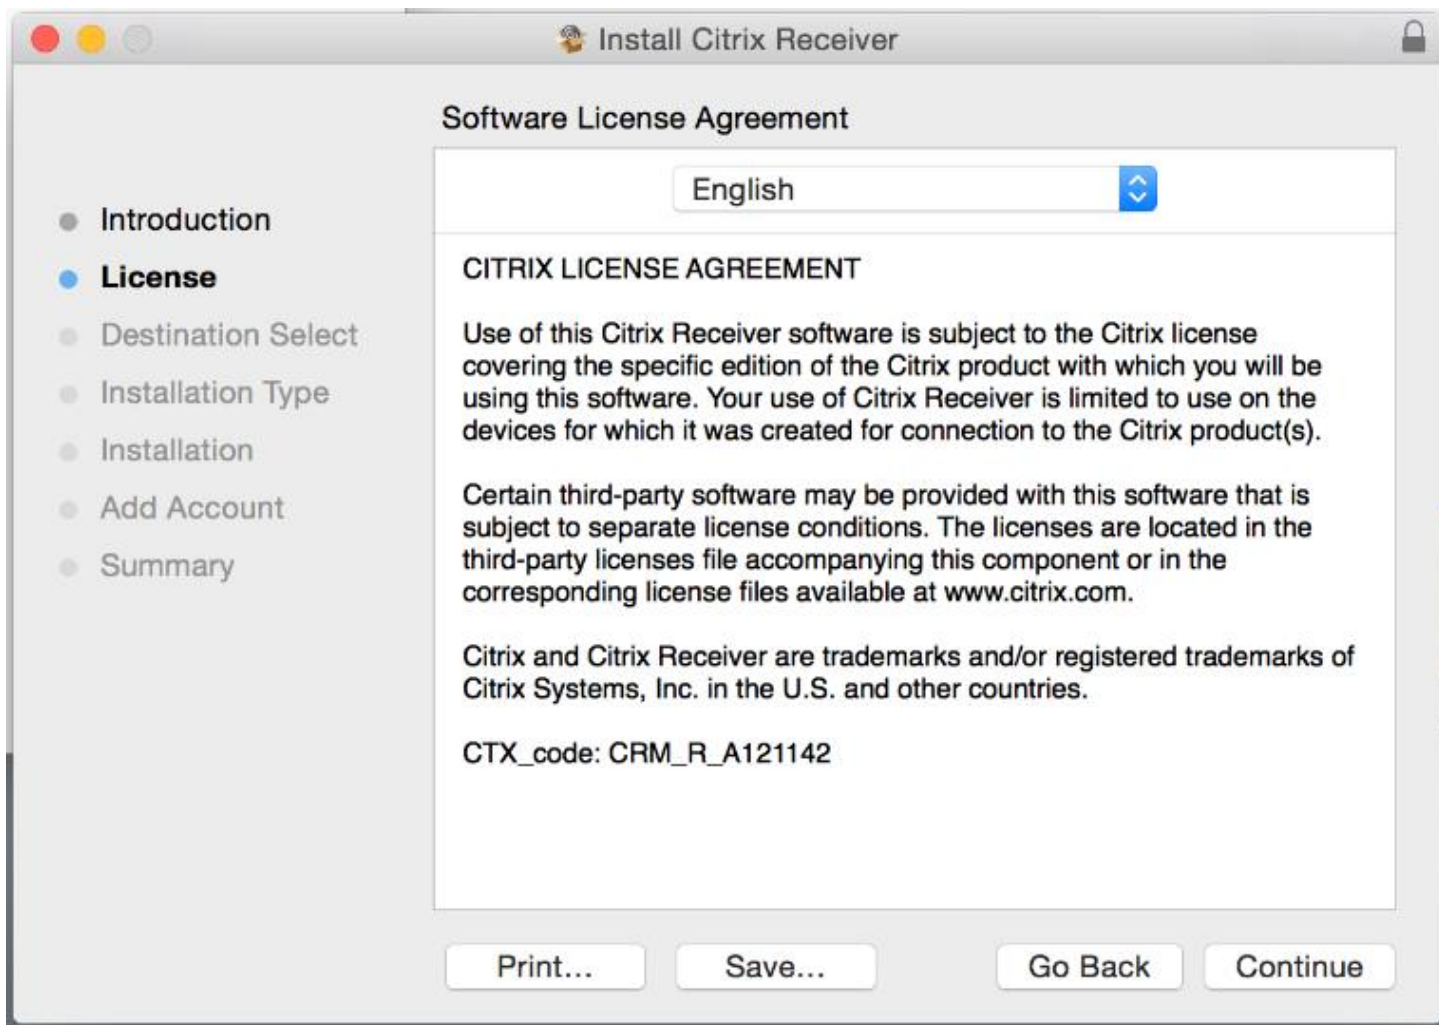 Install Citrix Receiver
Software License Agreement
English
Introduction
License
Destination Select
Installation Type
Installation
Add Account
Summary
CITRIX LICENSE AGREEMENT
Use of this Citrix Receiver software is subject to the Citrix license
covering the specific edition of the Citrix product with which you will be
using this software. Your use of Citrix Receiver is limited to use on the
devices for which it was created for connection to the Citrix product(s).
Certain third-party software may be provided with this software that is
subject to separate license conditions. The licenses are located in the
third-party licenses file accompanying this component or in the
corresponding license files available at www.citrix.com.
Citrix and Citrix Receiver are trademarks and/or registered trademarks of
Citrix Systems, Inc. in the U.S. and other countries.
CTX_code: CRM_R_A121142
Print...
Save...
Go Back
Continue